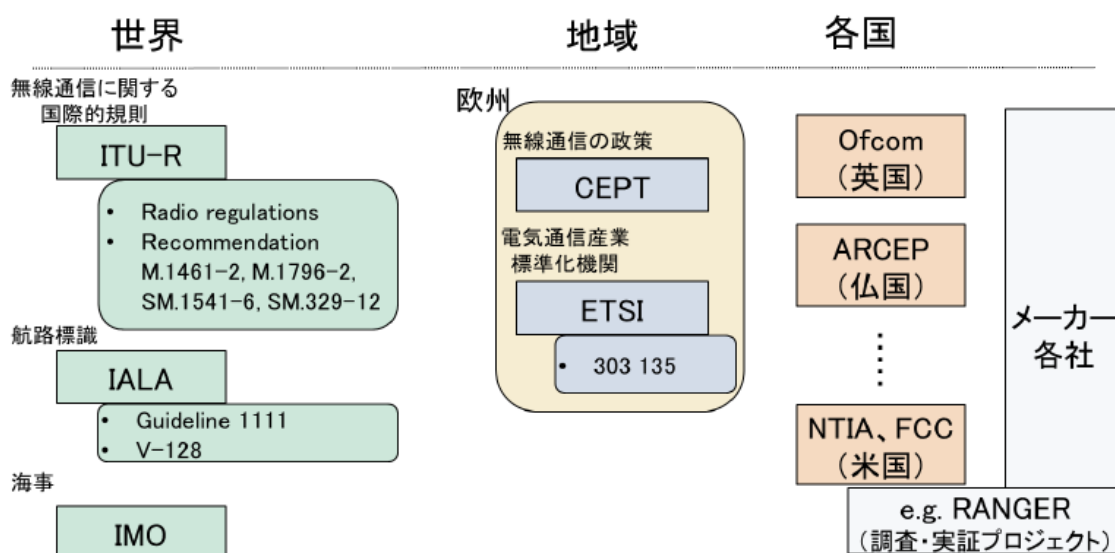 世界
地域
各国
無線通信に関する
国際的規則
ITU-R
• Radio regulations
• Recommendation
M.1461-2, M.1796-2,
SM.1541-6, SM.329-12
航路標識
IALA
• Guideline 1111
• V-128
海事
IMO
欧州
無線通信の政策
CEPT
電気通信産業
標準化機関
ETSI
• 303 135
Ofcom
（英国）
ARCEP
（仏国）
NTIA、FCC
（米国）
メーカー
各社
e.g. RANGER
（調査・実証プロジェクト）